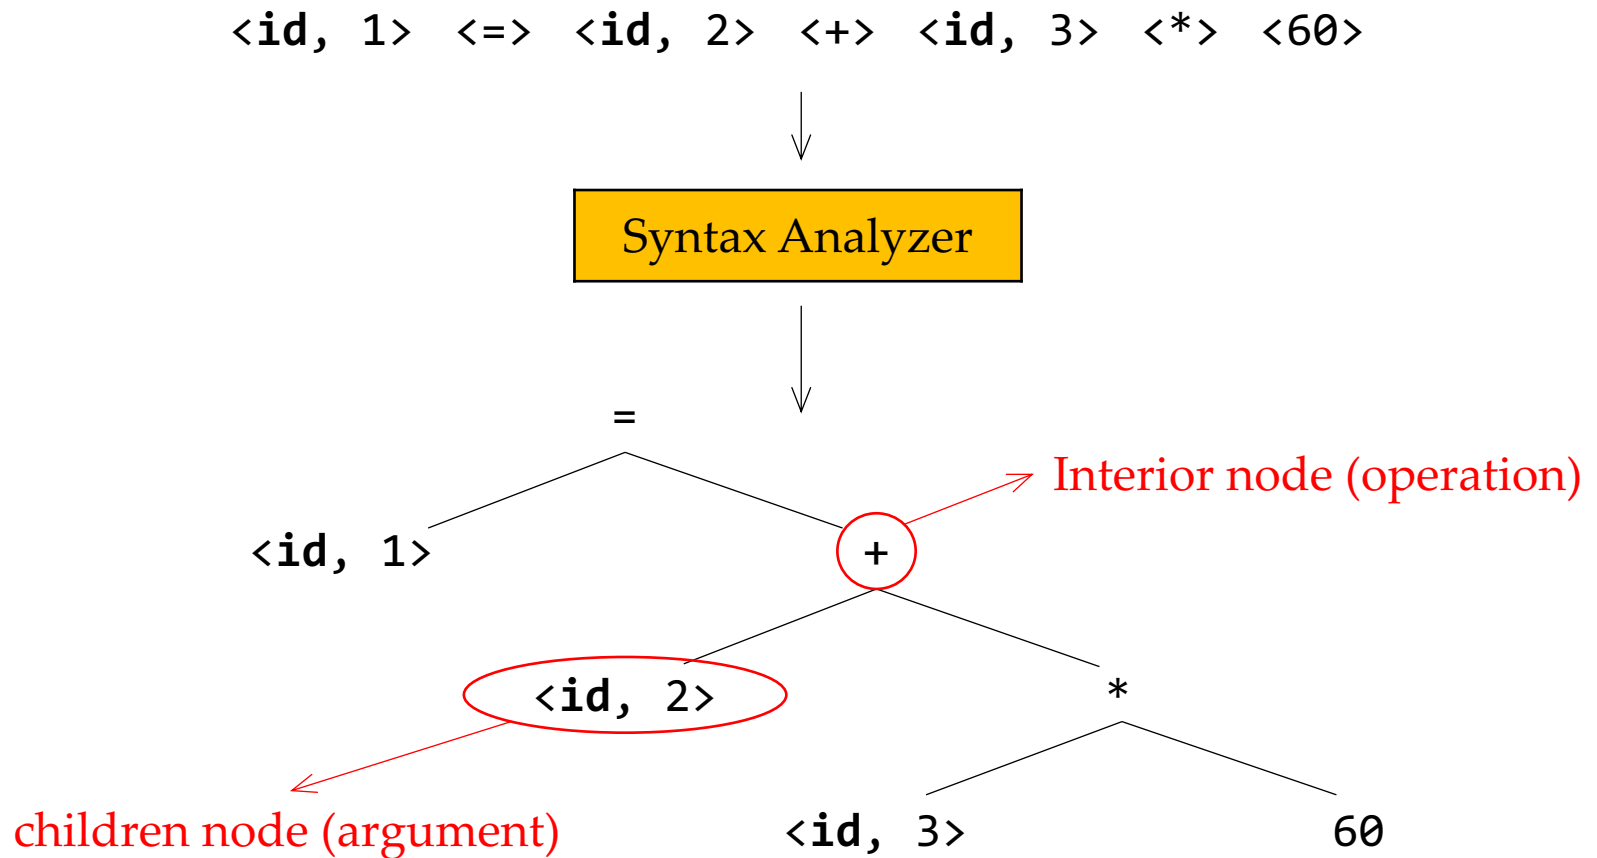 <id, 1> <=> <id, 2> <+> <id, 3> <*> <60>
Syntax Analyzer
=
Interior node (operation)
<id, 1>
+
<id, 2>
*
children node (argument)
<id, 3>
60